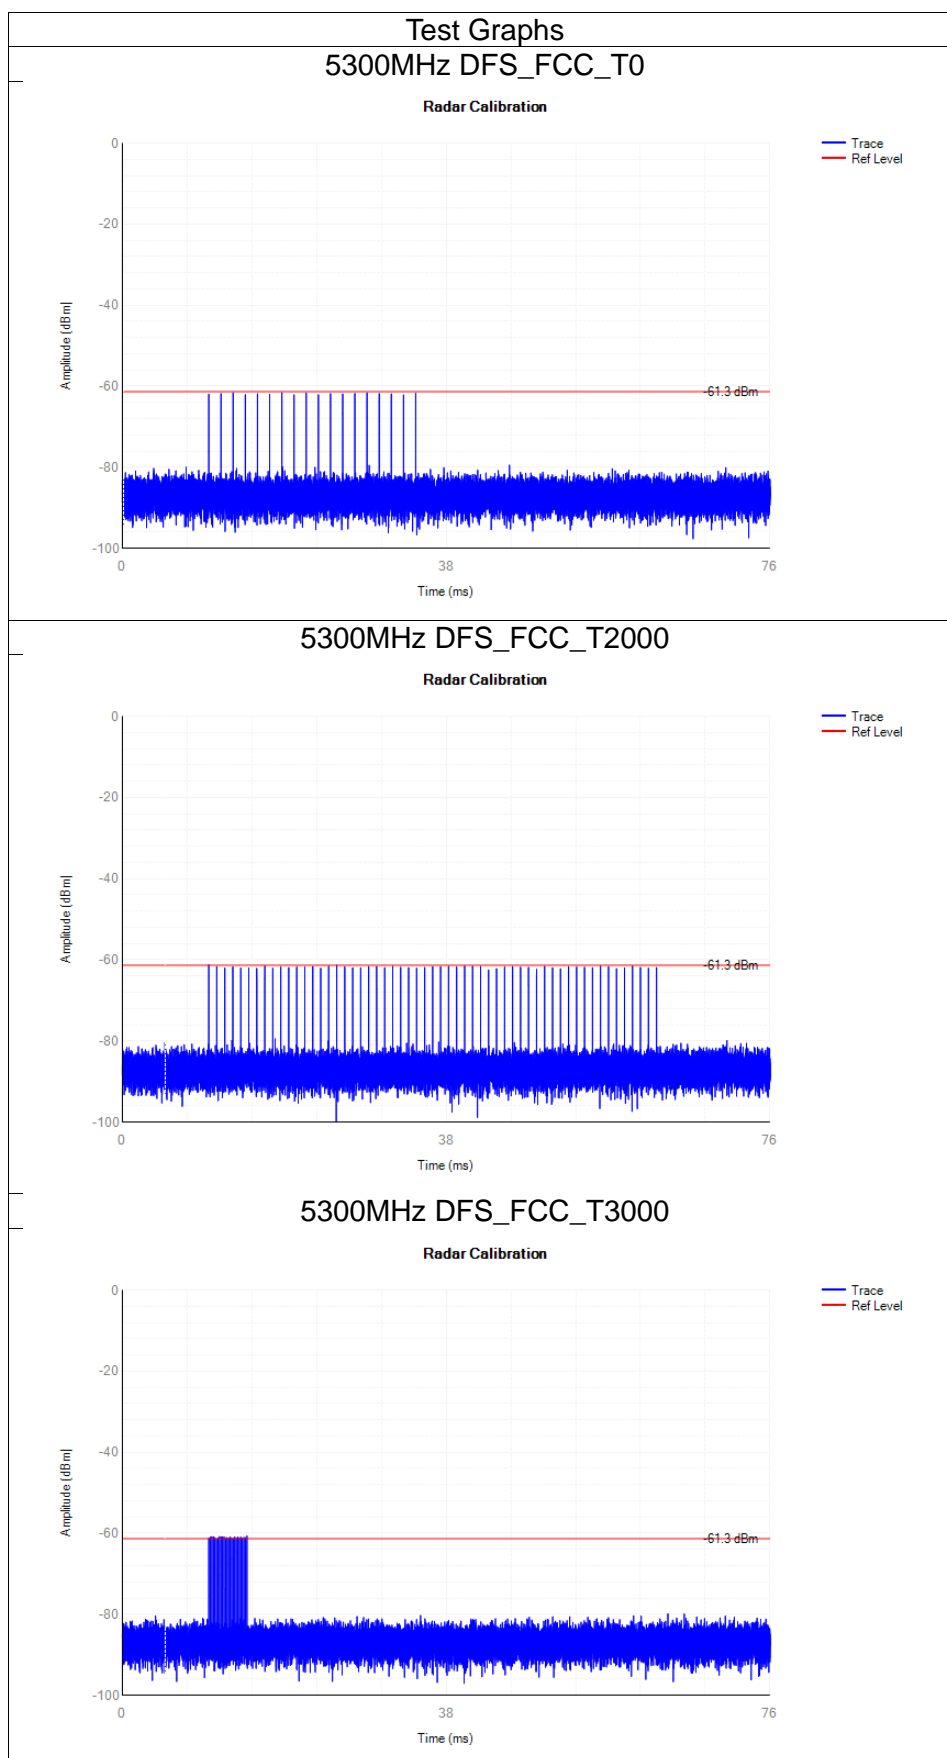 Test Graphs
5300MHz DFS_FCC_T0
Radar Calibration
Trace
Ref Level
0
-20
-40
-60
-80
-100
Amplitude [dBm]
-61.3 dBm
0 38 76
Time (ms)
5300MHz DFS_FCC_T2000
Radar Calibration
Trace
Ref Level
0
-20
-40
-60
-80
-100
Amplitude [dBm]
-61.3 dBm
0 38 76
Time (ms)
5300MHz DFS_FCC_T3000
Radar Calibration
Trace
Ref Level
0
-20
-40
-60
-80
-100
Amplitude [dBm]
-61.3 dBm
0 38 76
Time (ms)